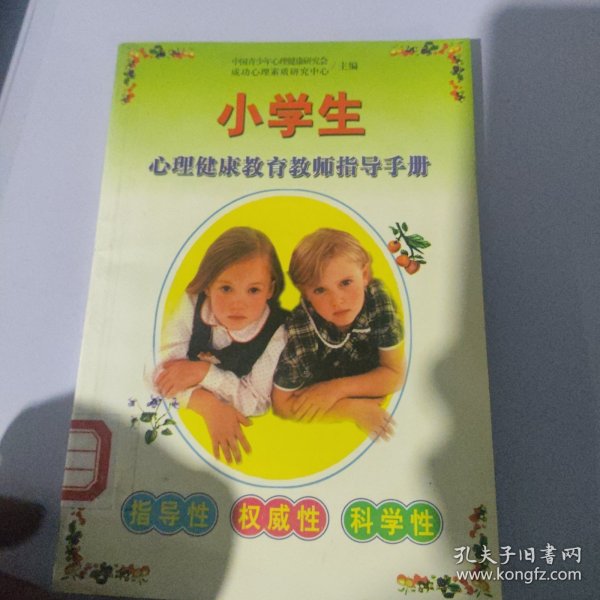 中国青少年心理健康研究会
成功心理素质研究中心
主编
小学生
心理健康教育教师指导手册
指导性 权威性 科学性
孔夫子旧书网
www.kongfz.com